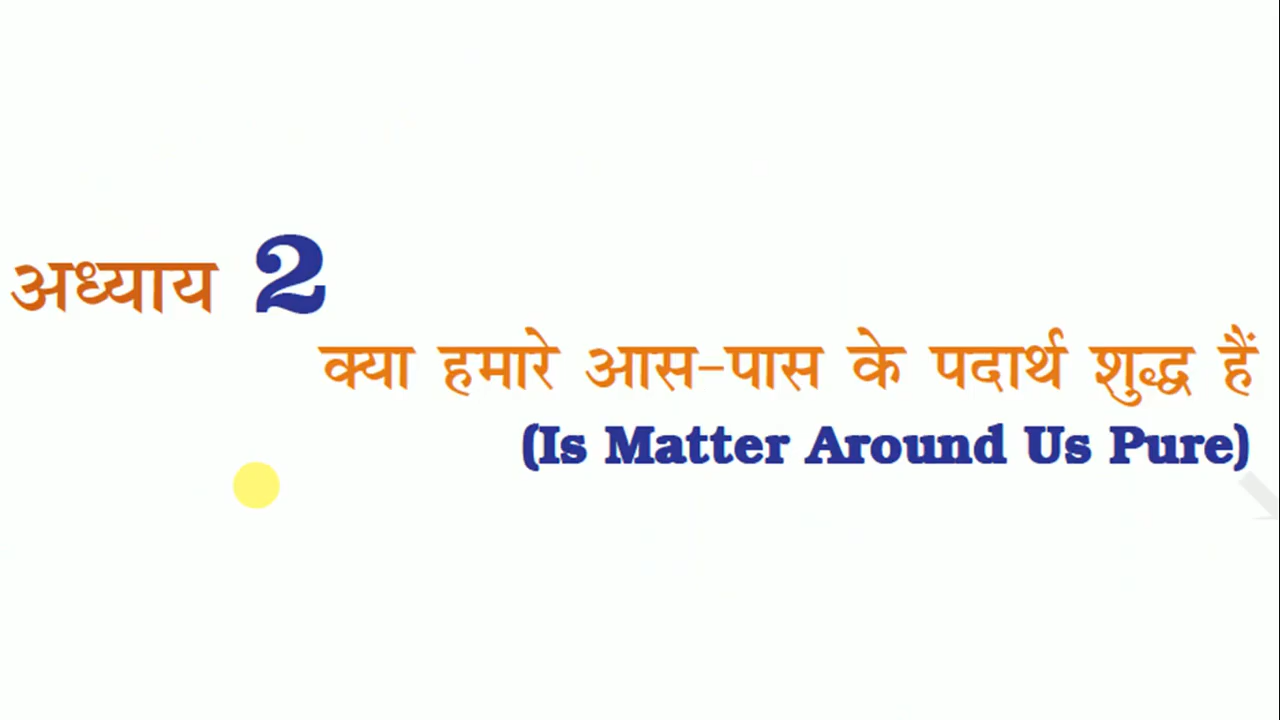 अध्याय 2
क्या हमारे आस-पास के पदार्थ शुद्ध हैं
(Is Matter Around Us Pure)